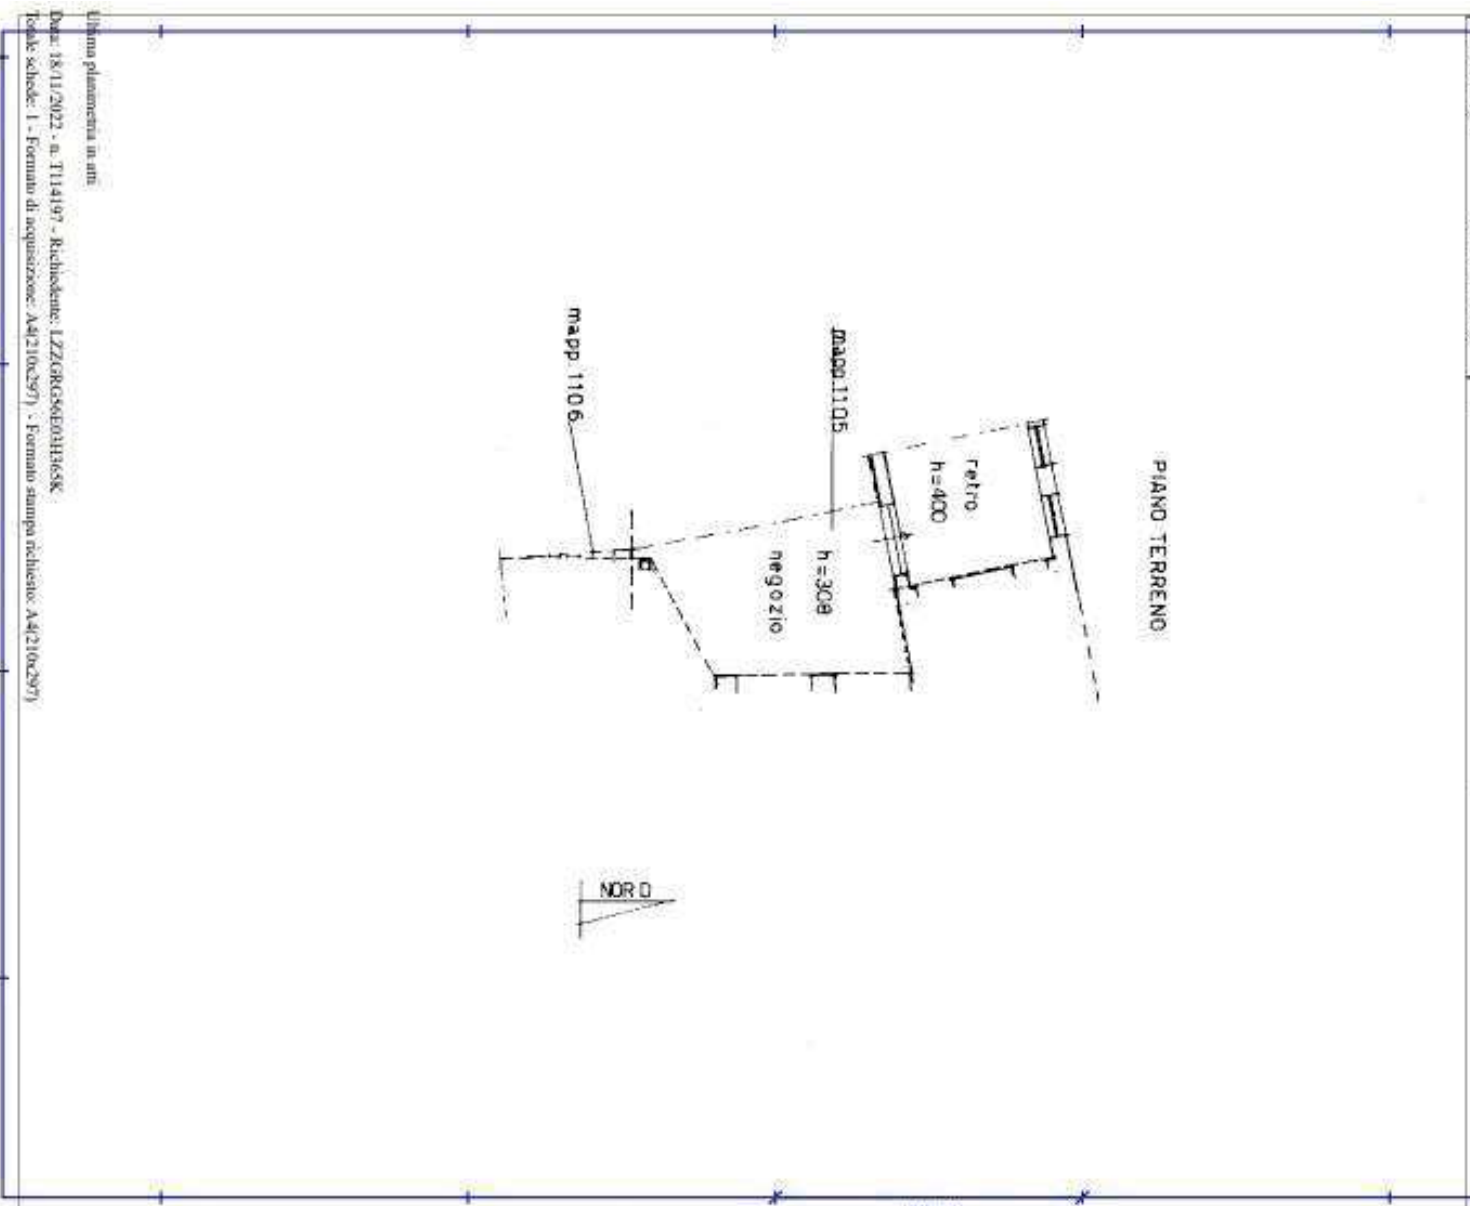 PIANO TERRENO
retro
h=400
mapp.1105
h=308
negozio
mapp.1106
NORD
Ultima planimetria in atti
Data: 18/11/2022 - n. T114197 - Richiedente: LZZGRG56E03H365K
Totale schede: 1 - Formato di acquisizione: A4(210x297) - Formato stampa richiesto: A4(210x297)